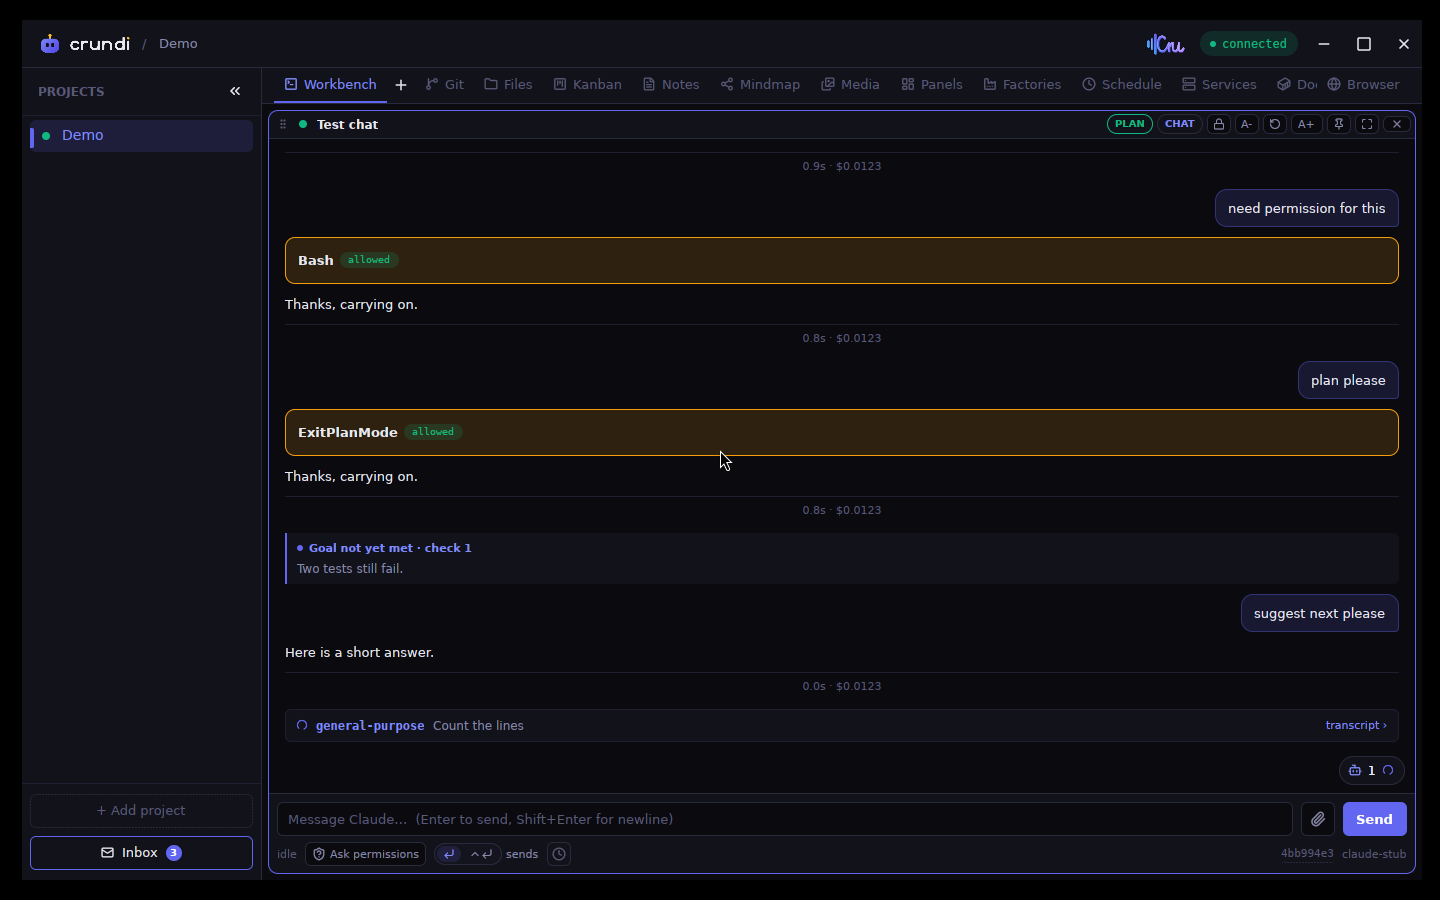 crundi / Demo
Cru
connected
PROJECTS
Workbench
Git
Files
Kanban
Notes
Mindmap
Media
Panels
Factories
Schedule
Services
Doc
Browser
Demo
Test chat
PLAN
CHAT
A-
A+
0.9s · $0.0123
need permission for this
Bash allowed
Thanks, carrying on.
0.8s · $0.0123
plan please
ExitPlanMode allowed
Thanks, carrying on.
0.8s · $0.0123
Goal not yet met · check 1
Two tests still fail.
suggest next please
Here is a short answer.
0.0s · $0.0123
general-purpose Count the lines
transcript ›
1
+ Add project
Inbox 3
Message Claude... (Enter to send, Shift+Enter for newline)
Send
idle
Ask permissions
sends
4bb994e3 claude-stub